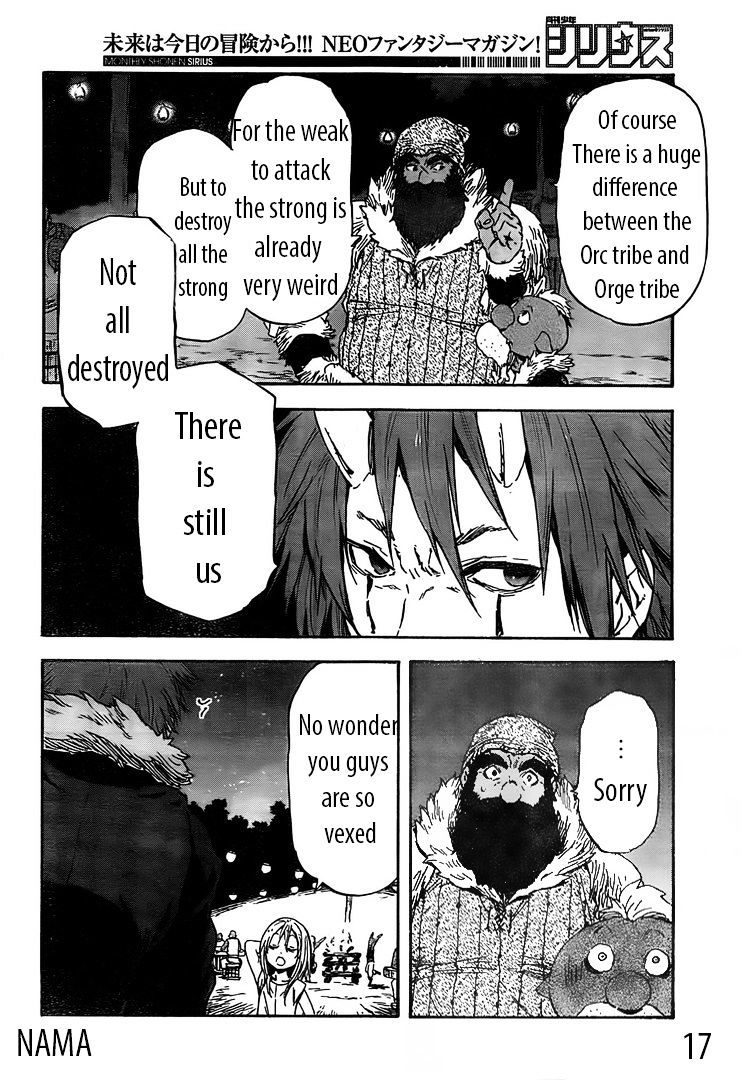 未来は今日の冒険から!!! NEOファンタジーマガジン!
月刊少年
シリウス
MONTHLY SHONEN SIRIUS
Of course
There is a huge
difference
between the
Orc tribe and
Orge tribe
For the weak
to attack
the strong is
already
very weird
But to
destroy
all the
strong
Not
all
destroyed
There
is
still
us
...
Sorry
No wonder
you guys
are so
vexed
NAMA
17